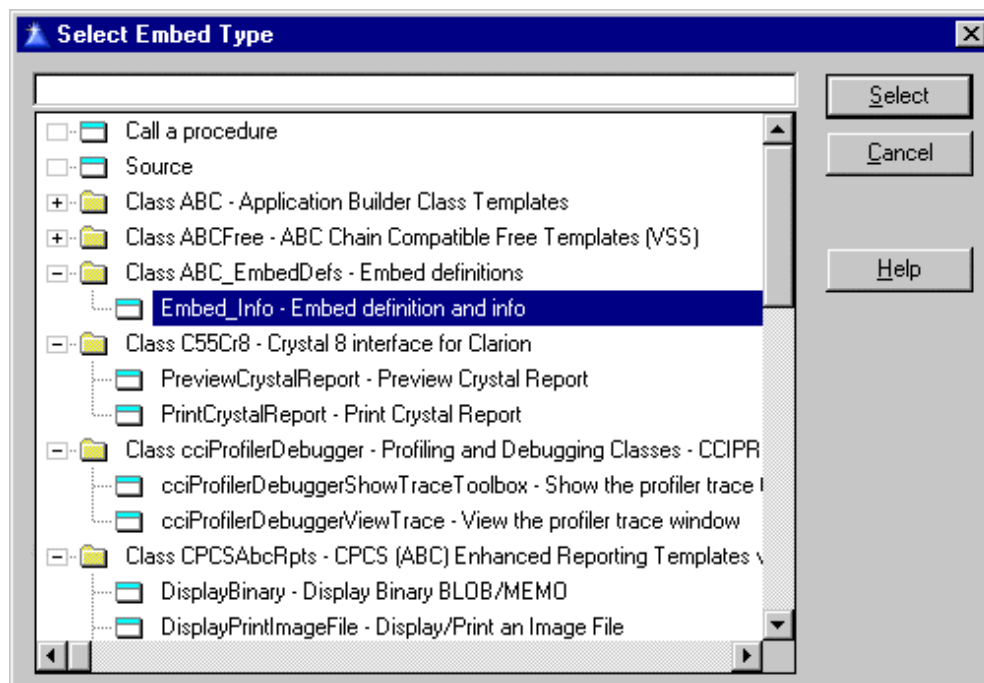 Select Embed Type
Select
Call a procedure
Cancel
Source
Class ABC - Application Builder Class Templates
Class ABCFree - ABC Chain Compatible Free Templates (VSS)
Class ABC_EmbedDefs - Embed definitions
Help
Embed_Info - Embed definition and info
Class C55Cr8 - Crystal 8 interface for Clarion
PreviewCrystalReport - Preview Crystal Report
PrintCrystalReport - Print Crystal Report
Class cciProfilerDebugger - Profiling and Debugging Classes - CCIPR
cciProfilerDebuggerShowTraceToolbox - Show the profiler trace
cciProfilerDebuggerViewTrace - View the profiler trace window
Class CPCSAbcRpts - CPCS (ABC) Enhanced Reporting Templates
DisplayBinary - Display Binary BLOB/MEMO
DisplayPrintImageFile - Display/Print an Image File